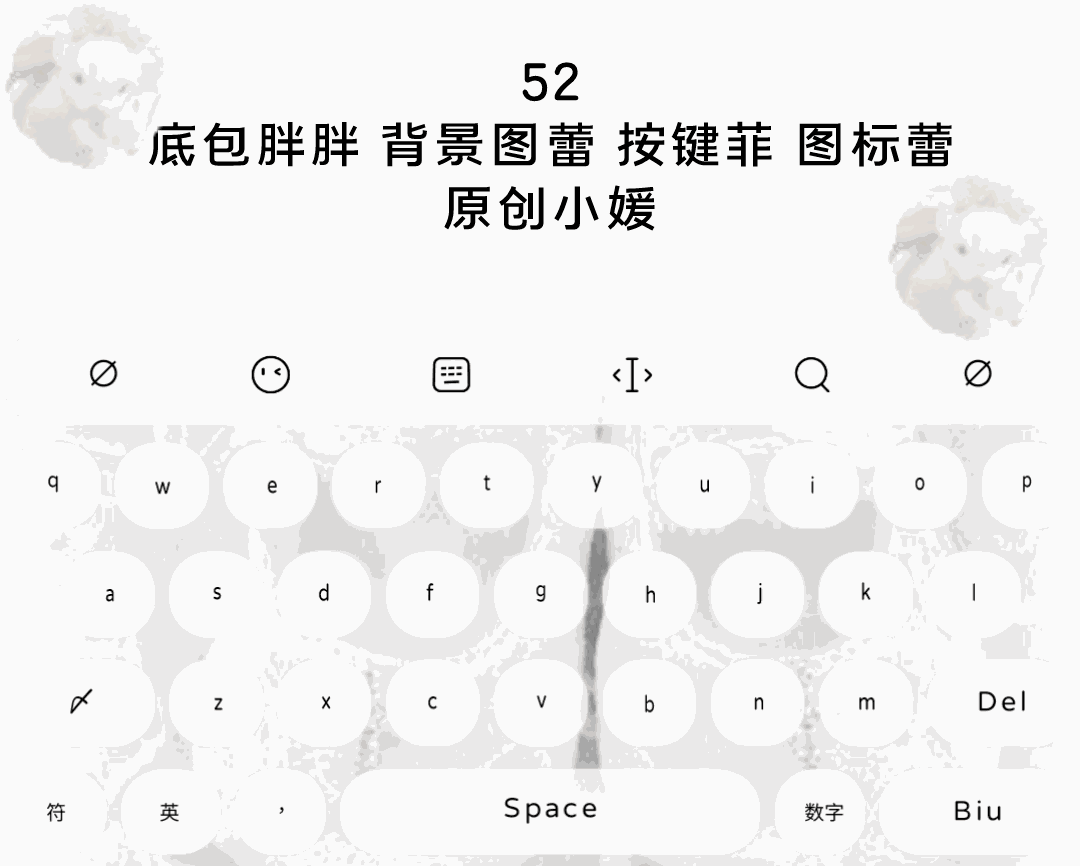 52
底包胖胖 背景图蕾 按键菲 图标蕾
原创小媛
q w e r t y u i o p
a s d f g h j k l
z x c v b n m Del
符 英 , Space 数字 Biu